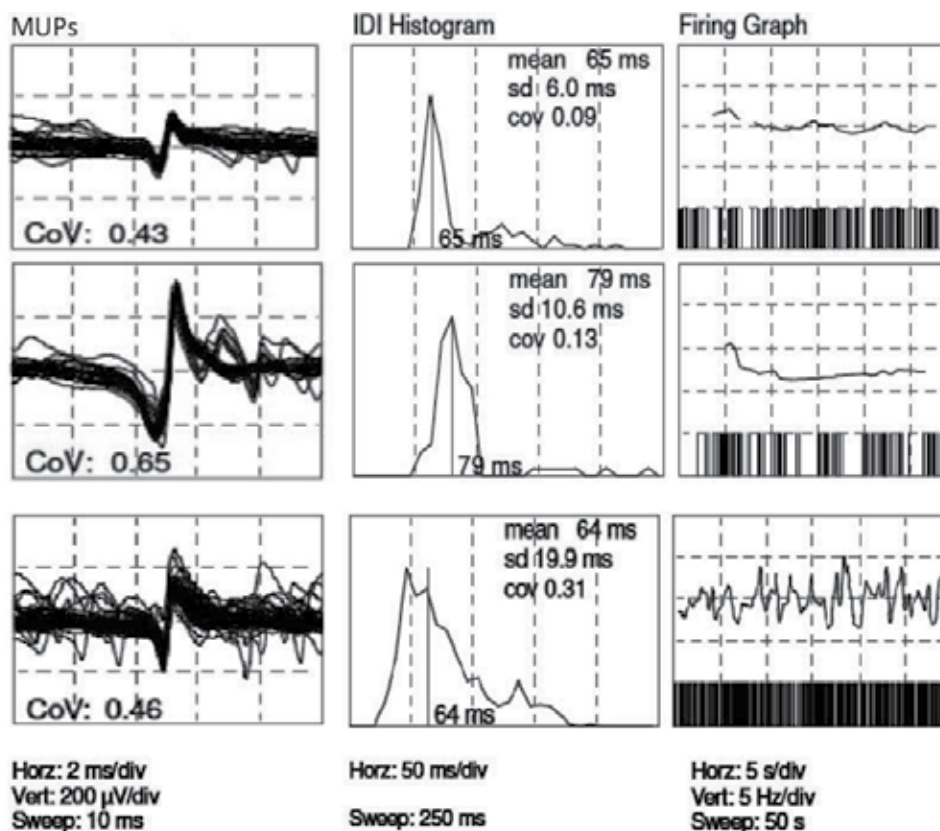 MUPs
IDI Histogram
Firing Graph
mean 65 ms
sd 6.0 ms
cov 0.09
CoV: 0.43
65 ms
mean 79 ms
sd 10.6 ms
cov 0.13
CoV: 0.65
79 ms
mean 64 ms
sd 19.9 ms
cov 0.31
CoV: 0.46
64 ms
Horz: 2 ms/div
Vert: 200 µV/div
Sweep: 10 ms
Horz: 50 ms/div
Sweep: 250 ms
Horz: 5 s/div
Vert: 5 Hz/div
Sweep: 50 s